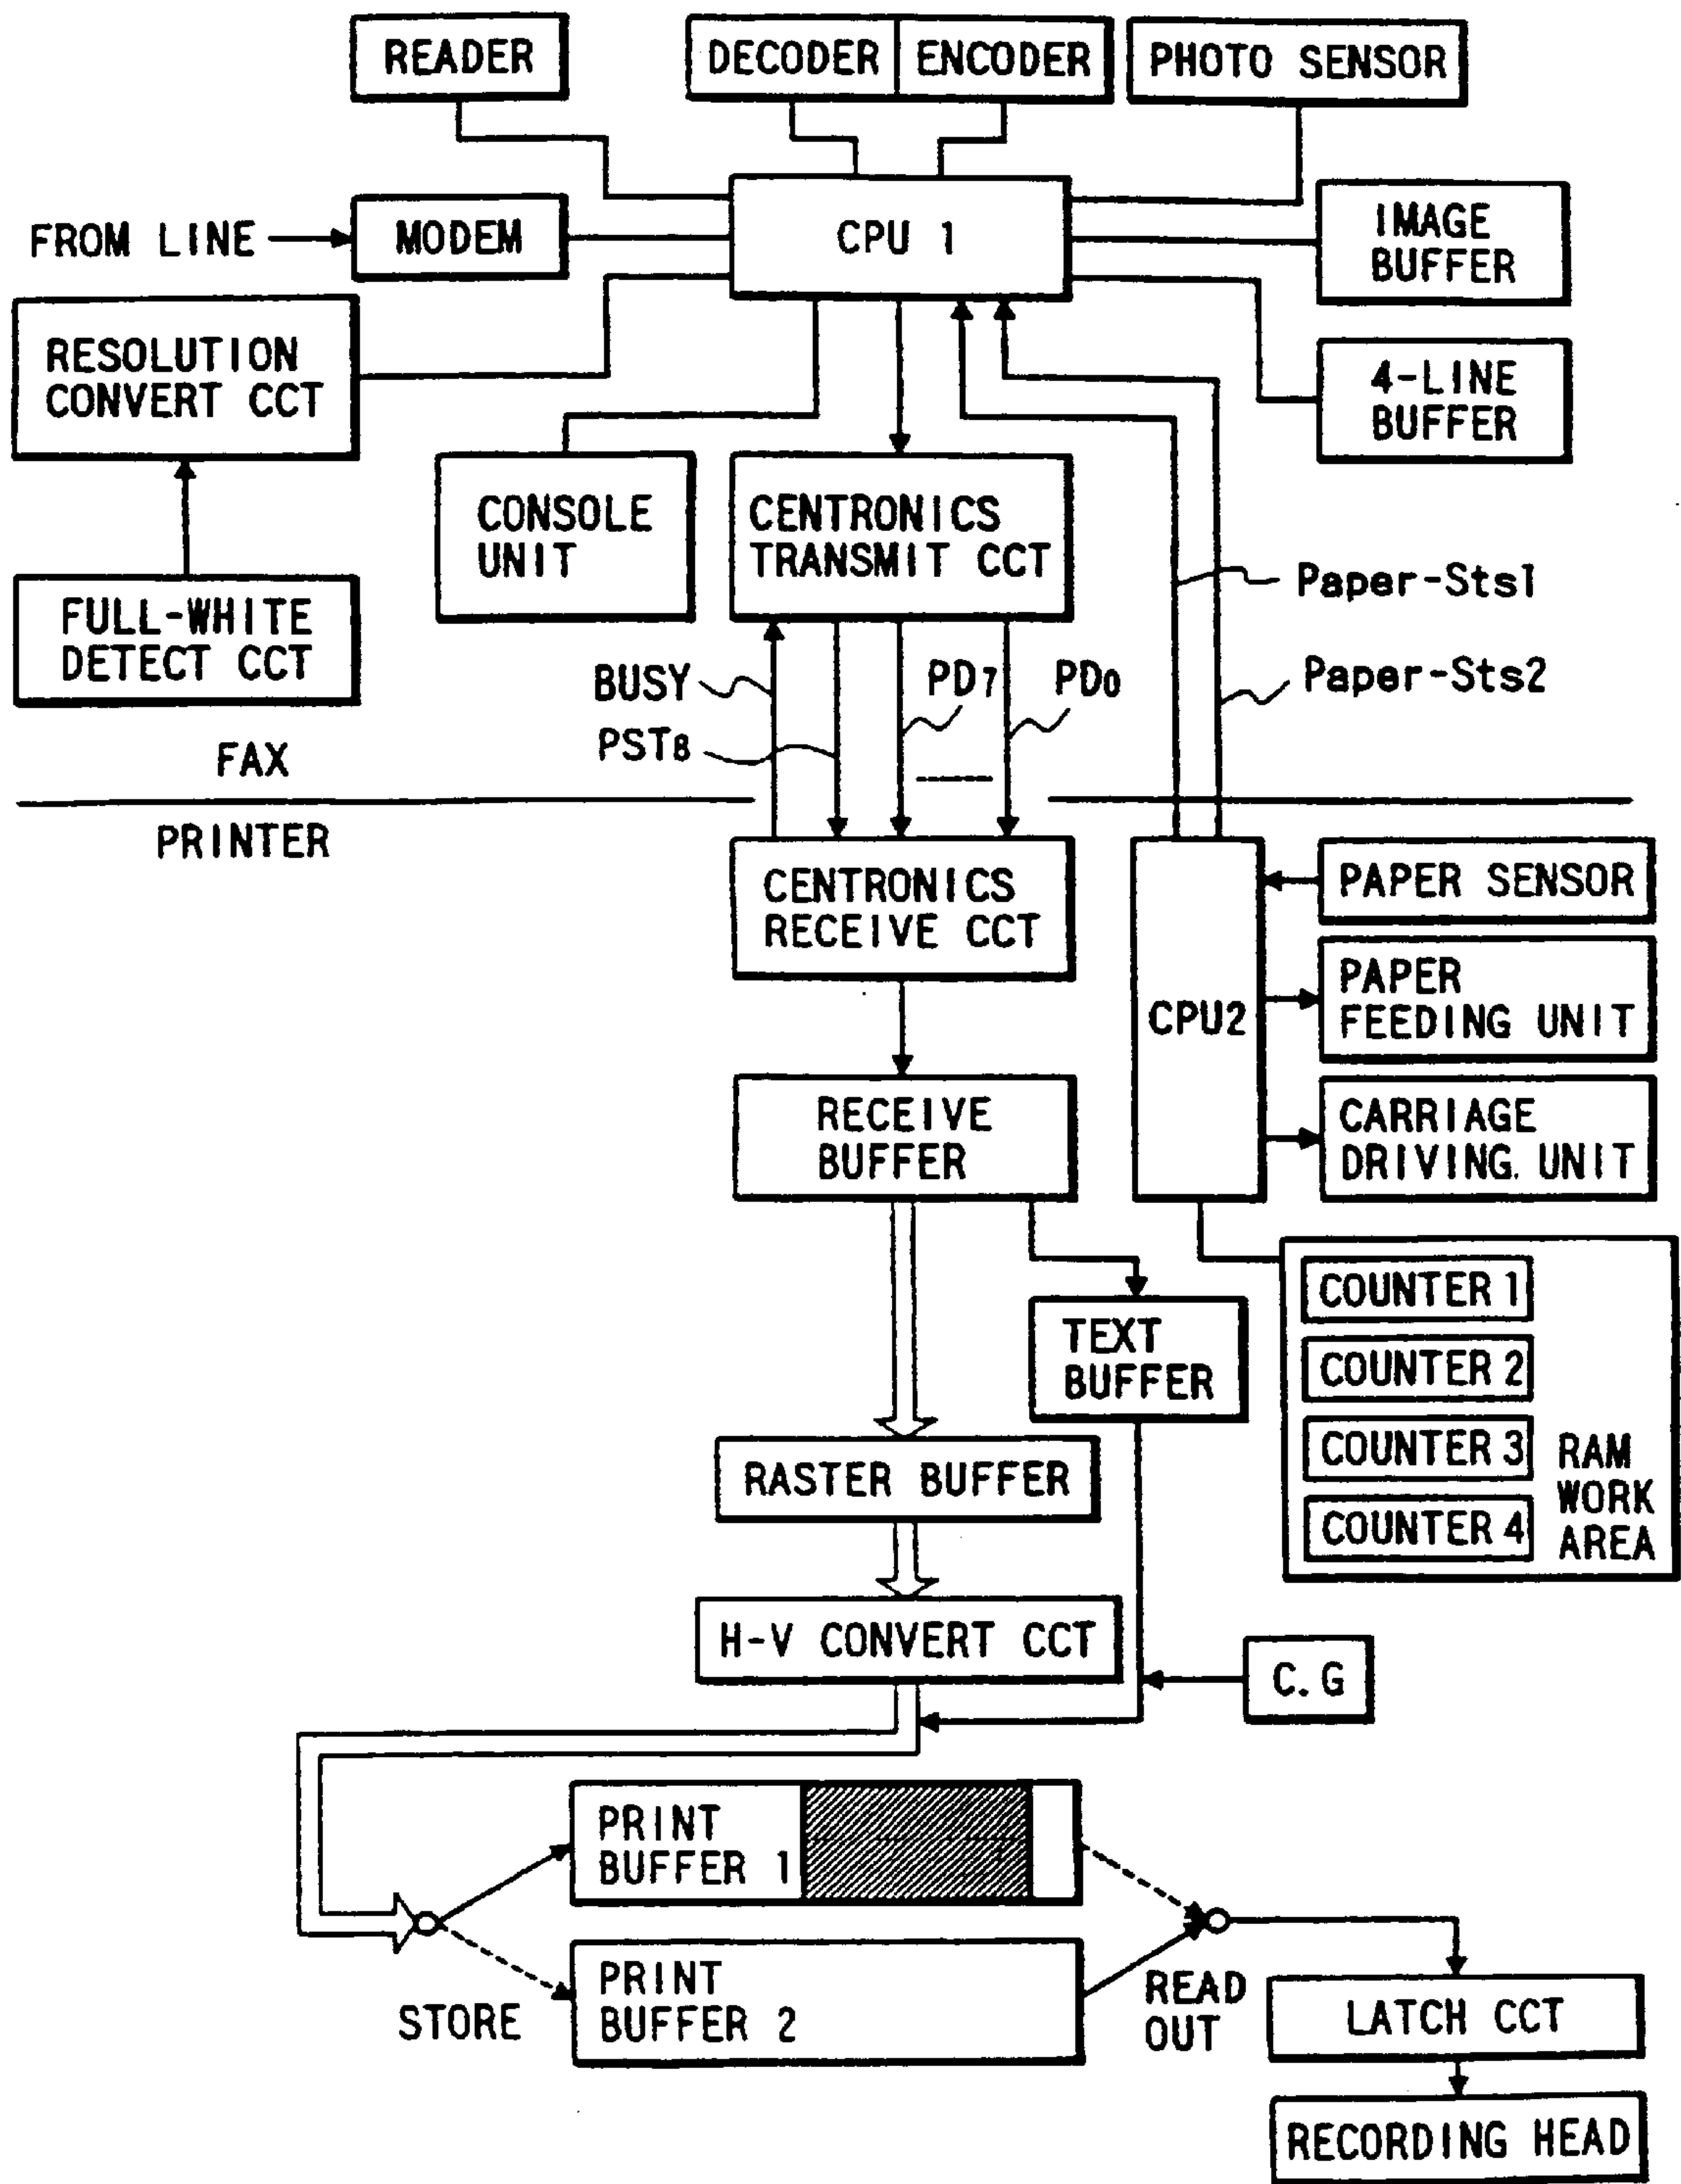 READER
DECODER
ENCODER
PHOTO SENSOR
FROM LINE
MODEM
CPU 1
IMAGE
BUFFER
RESOLUTION
CONVERT CCT
4-LINE
BUFFER
CONSOLE
UNIT
CENTRONICS
TRANSMIT CCT
Paper-Sts1
FULL-WHITE
DETECT CCT
BUSY
PD7
PD0
Paper-Sts2
PSTB
FAX
PRINTER
CENTRONICS
RECEIVE CCT
CPU2
PAPER SENSOR
PAPER
FEEDING UNIT
RECEIVE
BUFFER
CARRIAGE
DRIVING UNIT
TEXT
BUFFER
COUNTER 1
COUNTER 2
COUNTER 3
COUNTER 4
RAM
WORK
AREA
RASTER BUFFER
H-V CONVERT CCT
C.G
PRINT
BUFFER 1
STORE
PRINT
BUFFER 2
READ
OUT
LATCH CCT
RECORDING HEAD